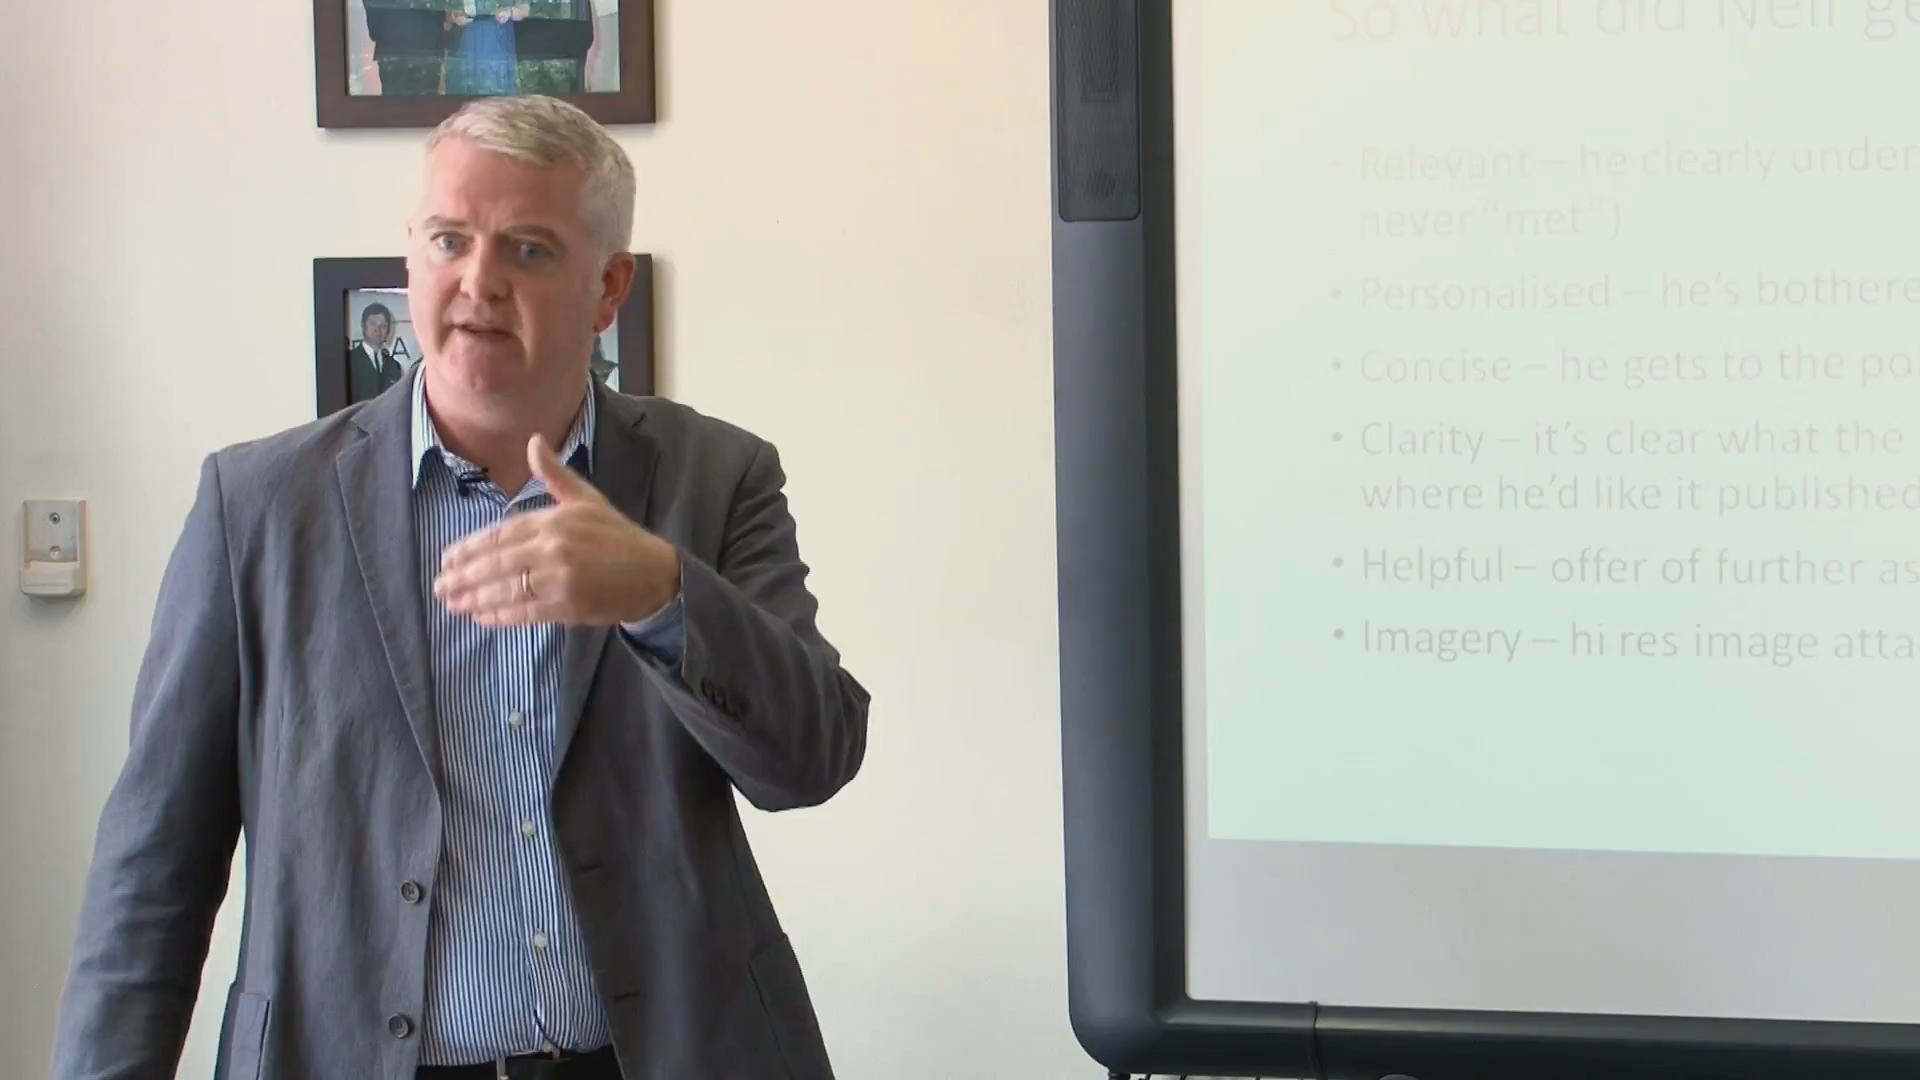 So what did Neil ge
• Relevant – he clearly under
never "met")
• Personalised – he's bothere
• Concise – he gets to the po
• Clarity – it's clear what the
where he'd like it published
• Helpful – offer of further as
• Imagery – hi res image atta